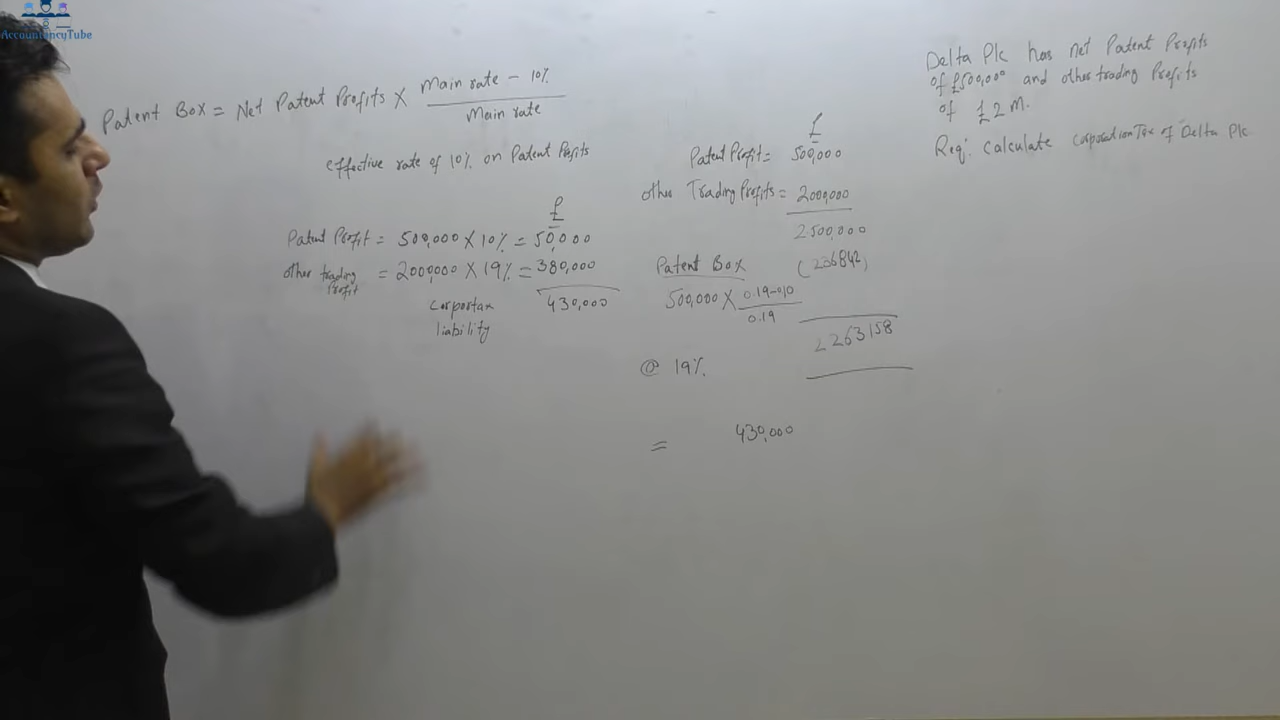 AccountancyTube
Patent Box = Net Patent Profits X Main rate - 10%
Main rate
effective rate of 10% on Patent Profits
£
Patent Profit = 500,000 X 10% = 50,000
other trading Profit = 2000,000 X 19% = 380,000
Corportax 430,000
liability
£
Patent Profit = 500,000
other Trading Profits = 2000,000
2500,000
Patent Box (236842)
500,000 X 0.19-0.10
0.19
2263158
@ 19%
= 430,000
Delta Plc has net Patent Profits
of £500,000 and other trading Profits
of £2m.
Req: Calculate Corporation Tax of Delta Plc